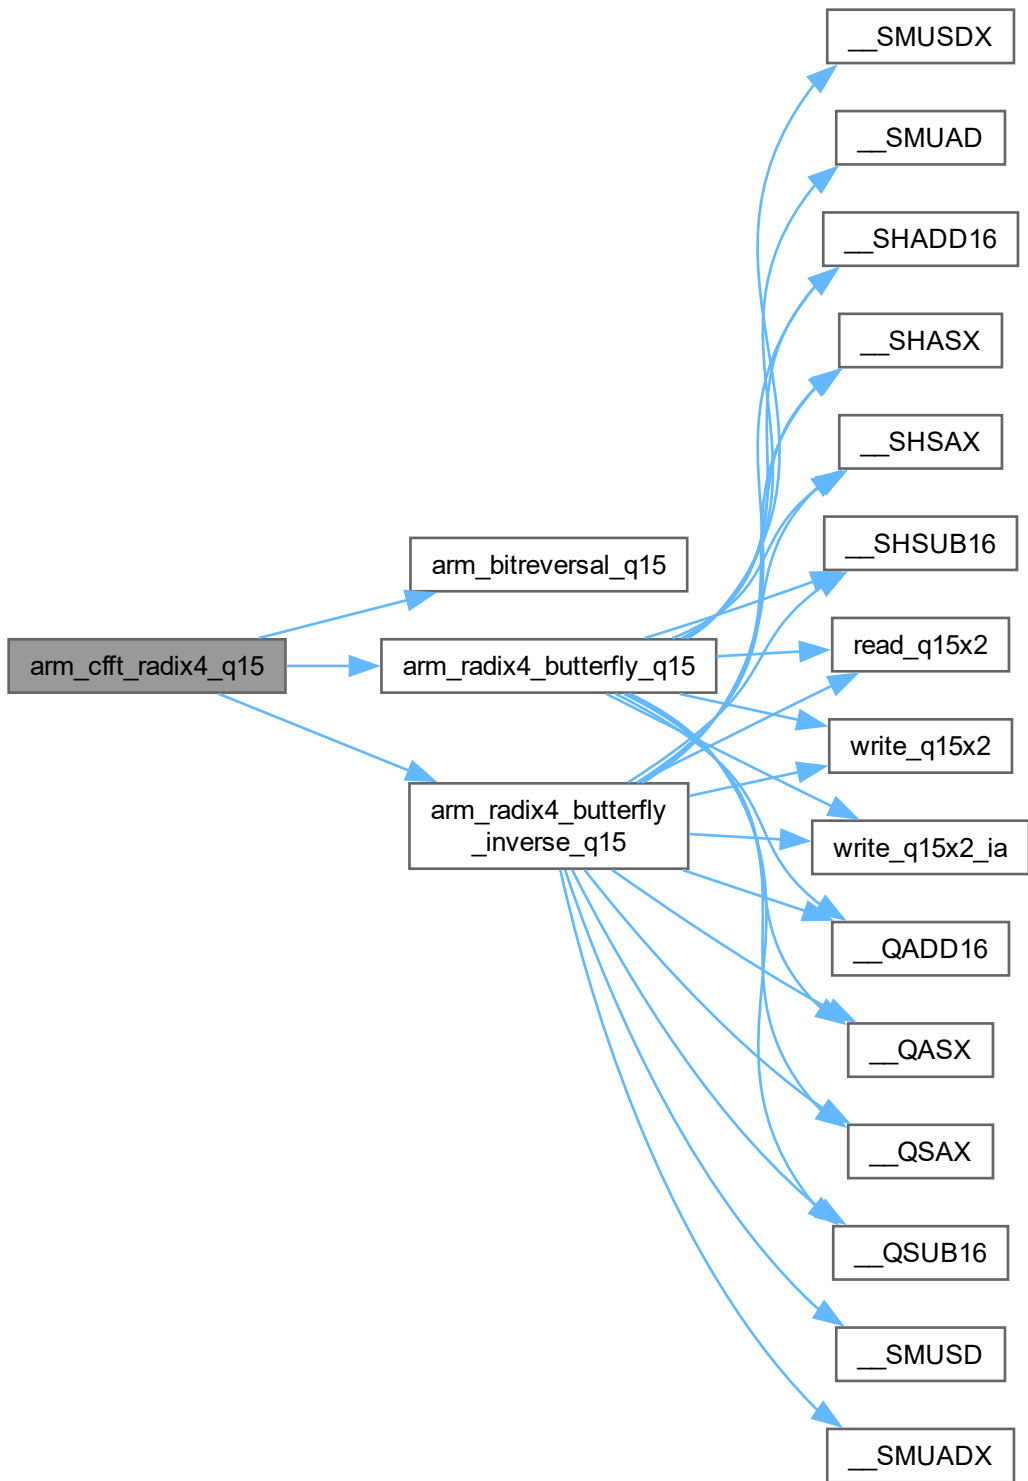 __SMUSDX
__SMUAD
__SHADD16
__SHASX
__SHSAX
__SHSUB16
arm_bitreversal_q15
read_q15x2
arm_cfft_radix4_q15
arm_radix4_butterfly_q15
write_q15x2
arm_radix4_butterfly
_inverse_q15
write_q15x2_ia
__QADD16
__QASX
__QSAX
__QSUB16
__SMUSD
__SMUADX